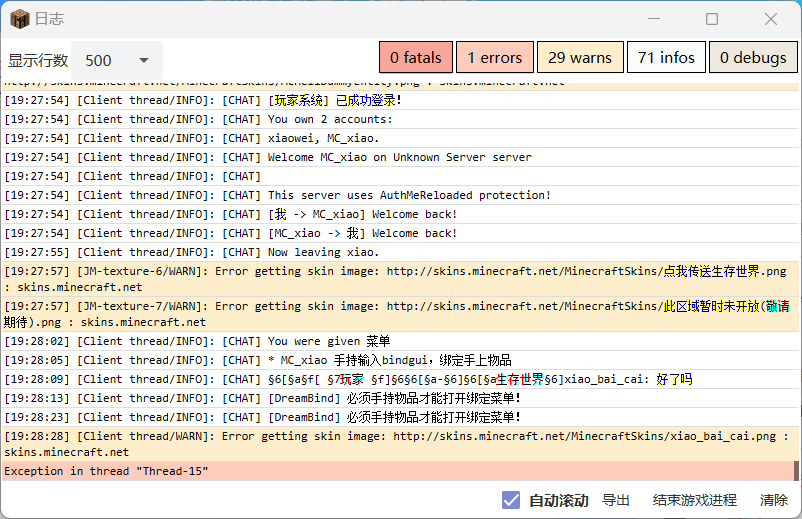 日志
显示行数 500 0 fatals 1 errors 29 warns 71 infos 0 debugs
[19:27:54] [Client thread/INFO]: [CHAT] [玩家系统] 已成功登录!
[19:27:54] [Client thread/INFO]: [CHAT] You own 2 accounts:
[19:27:54] [Client thread/INFO]: [CHAT] xiaowei, MC_xiao.
[19:27:54] [Client thread/INFO]: [CHAT] Welcome MC_xiao on Unknown Server server
[19:27:54] [Client thread/INFO]: [CHAT]
[19:27:54] [Client thread/INFO]: [CHAT] This server uses AuthMeReloaded protection!
[19:27:54] [Client thread/INFO]: [CHAT] [我 -> MC_xiao] Welcome back!
[19:27:54] [Client thread/INFO]: [CHAT] [MC_xiao -> 我] Welcome back!
[19:27:55] [Client thread/INFO]: [CHAT] Now leaving xiao.
[19:27:57] [JM-texture-6/WARN]: Error getting skin image: http://skins.minecraft.net/MinecraftSkins/点我传送生存世界.png
: skins.minecraft.net
[19:27:57] [JM-texture-7/WARN]: Error getting skin image: http://skins.minecraft.net/MinecraftSkins/此区域暂时未开放(敬请
期待).png : skins.minecraft.net
[19:28:02] [Client thread/INFO]: [CHAT] You were given 菜单
[19:28:05] [Client thread/INFO]: [CHAT] * MC_xiao 手持输入bindgui，绑定手上物品
[19:28:09] [Client thread/INFO]: [CHAT] §6[§a§f[ §7玩家 §f]§6§6[§a-§6]§6[§a生存世界§6]xiao_bai_cai: 好了吗
[19:28:13] [Client thread/INFO]: [CHAT] [DreamBind] 必须手持物品才能打开绑定菜单!
[19:28:23] [Client thread/INFO]: [CHAT] [DreamBind] 必须手持物品才能打开绑定菜单!
[19:28:28] [Client thread/WARN]: Error getting skin image: http://skins.minecraft.net/MinecraftSkins/xiao_bai_cai.png :
skins.minecraft.net
Exception in thread "Thread-15"
自动滚动 导出 结束游戏进程 清除